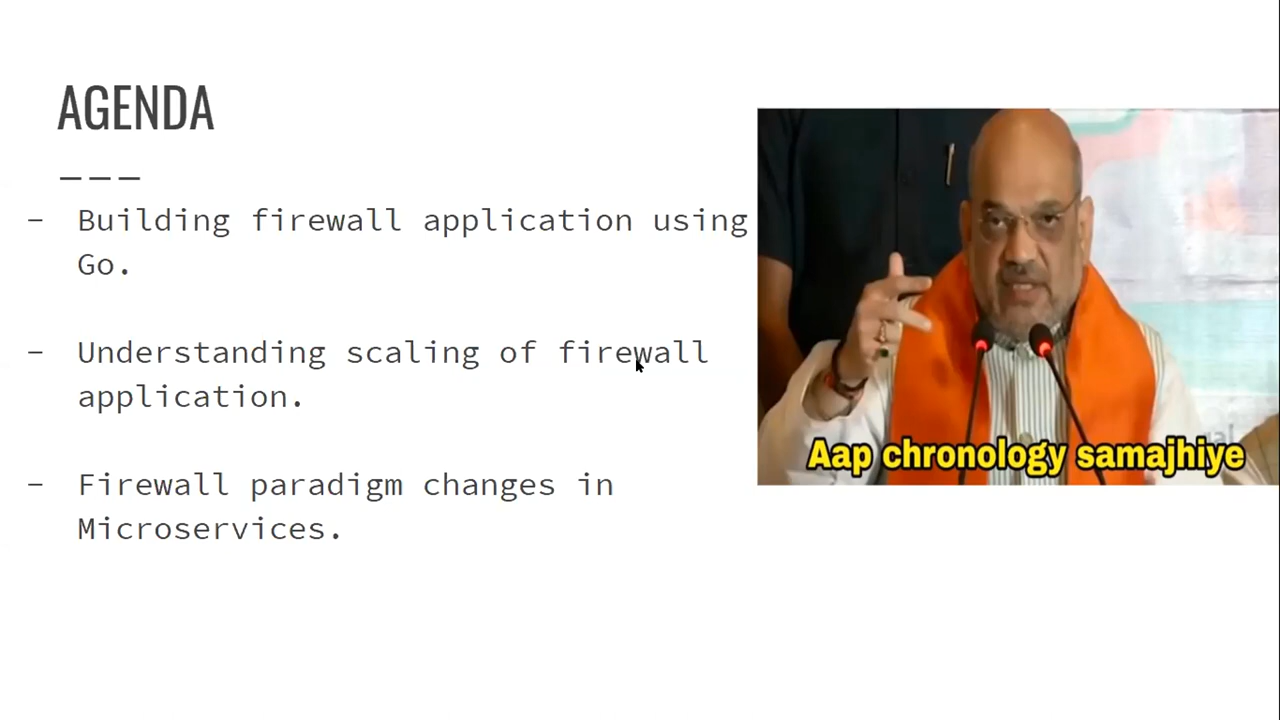 AGENDA
- Building firewall application using
Go.
- Understanding scaling of firewall
application.
- Firewall paradigm changes in
Microservices.
Aap chronology samajhiye